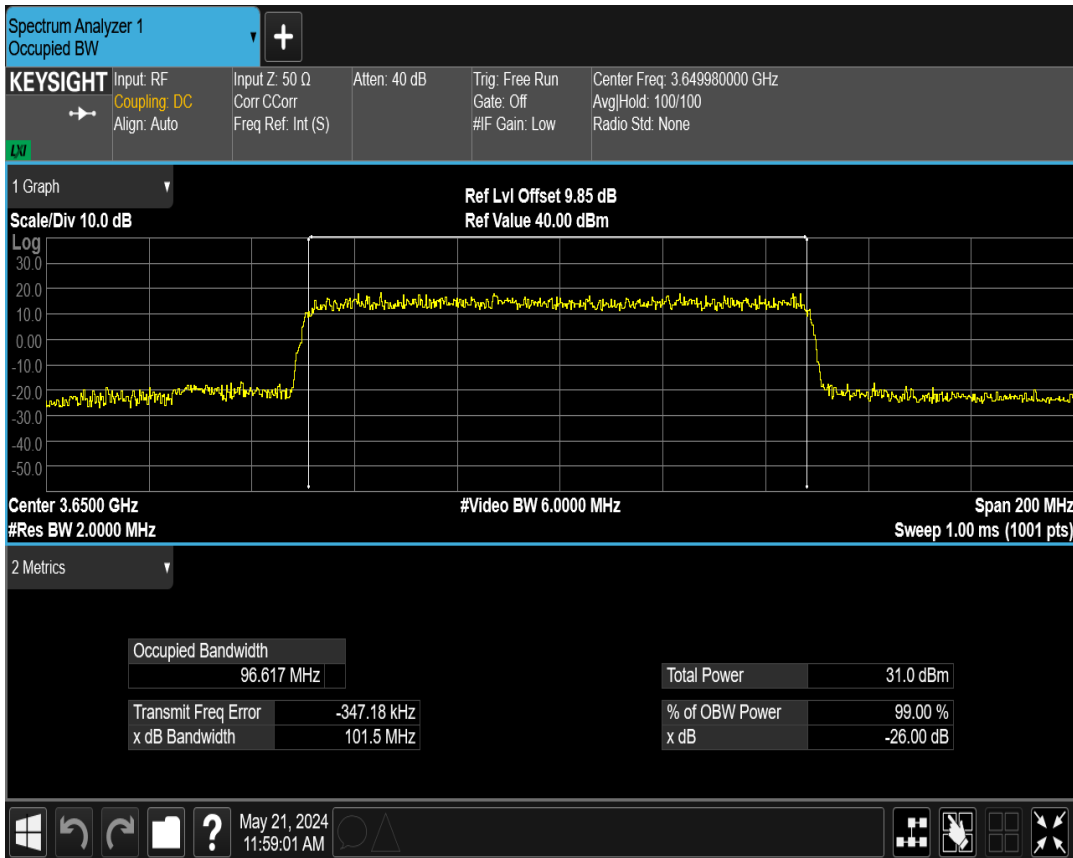 Spectrum Analyzer 1
Occupied BW
+
KEYSIGHT
LXI
Input: RF
Coupling: DC
Align: Auto
Input Z: 50 Ω
Corr CCorr
Freq Ref: Int (S)
Atten: 40 dB
Trig: Free Run
Gate: Off
#IF Gain: Low
Center Freq: 3.649980000 GHz
Avg|Hold: 100/100
Radio Std: None
1 Graph
Scale/Div 10.0 dB
Ref Lvl Offset 9.85 dB
Ref Value 40.00 dBm
Log
30.0
20.0
10.0
0.00
-10.0
-20.0
-30.0
-40.0
-50.0
Center 3.6500 GHz
#Video BW 6.0000 MHz
Span 200 MHz
#Res BW 2.0000 MHz
Sweep 1.00 ms (1001 pts)
2 Metrics
Occupied Bandwidth
96.617 MHz
Total Power 31.0 dBm
Transmit Freq Error -347.18 kHz
% of OBW Power 99.00 %
x dB Bandwidth 101.5 MHz
x dB -26.00 dB
?
May 21, 2024
11:59:01 AM